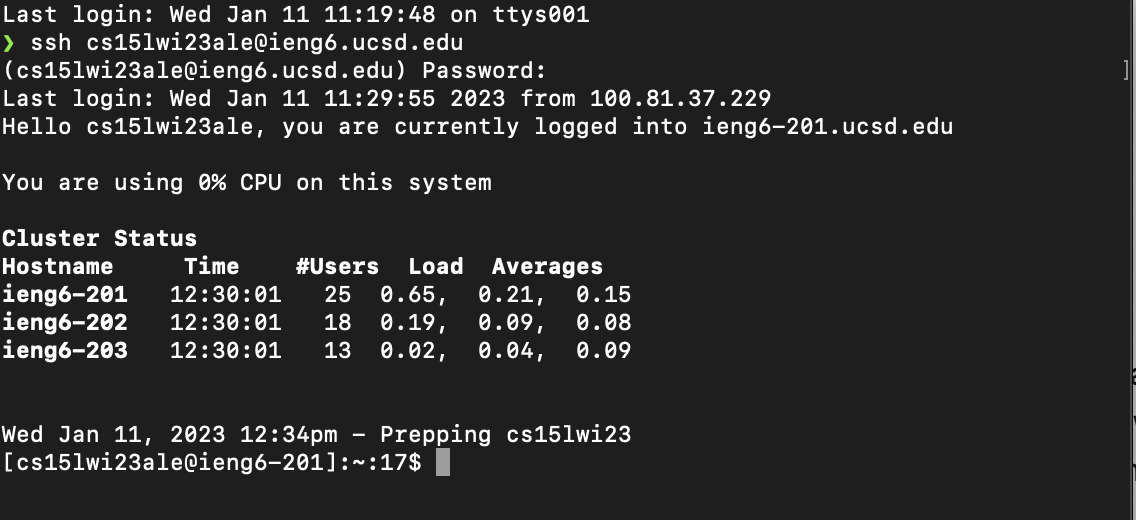 Last login: Wed Jan 11 11:19:48 on ttys001
❯ ssh cs15lwi23ale@ieng6.ucsd.edu
(cs15lwi23ale@ieng6.ucsd.edu) Password: ]
Last login: Wed Jan 11 11:29:55 2023 from 100.81.37.229
Hello cs15lwi23ale, you are currently logged into ieng6-201.ucsd.edu
You are using 0% CPU on this system
Cluster Status
Hostname Time #Users Load Averages
ieng6-201 12:30:01 25 0.65, 0.21, 0.15
ieng6-202 12:30:01 18 0.19, 0.09, 0.08
ieng6-203 12:30:01 13 0.02, 0.04, 0.09
Wed Jan 11, 2023 12:34pm - Prepping cs15lwi23
[cs15lwi23ale@ieng6-201]:~:17$